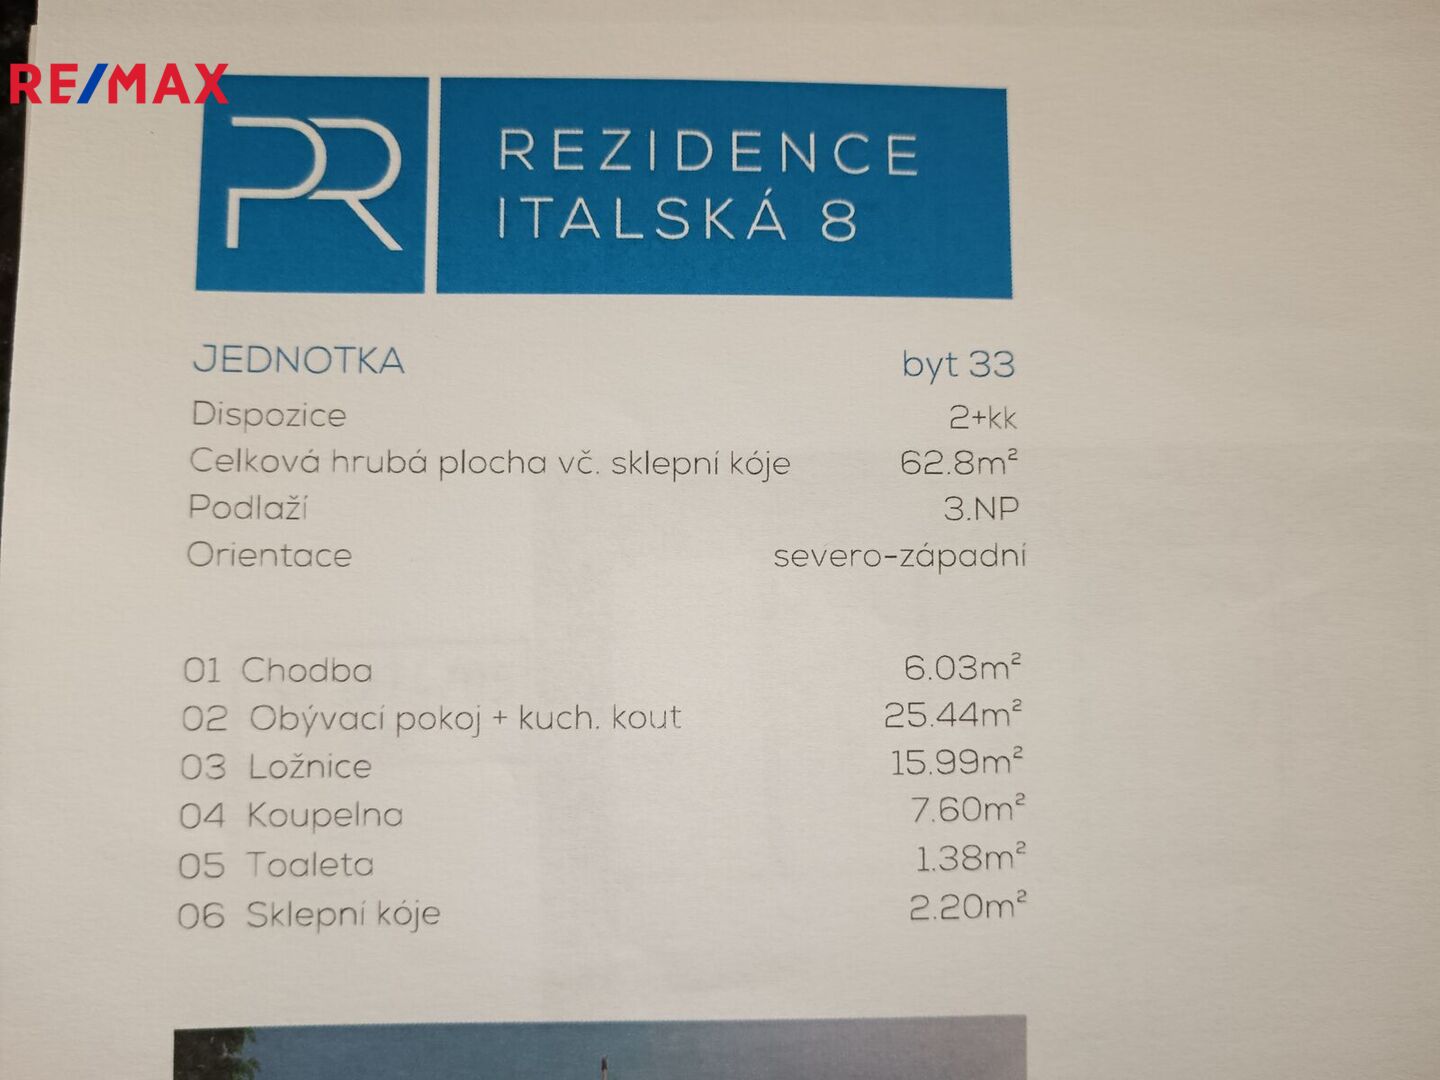 RE/MAX
PR
REZIDENCE
ITALSKÁ 8
JEDNOTKA byt 33
Dispozice 2+kk
Celková hrubá plocha vč. sklepní kóje 62.8m²
Podlaží 3.NP
Orientace severo-západní
01 Chodba 6.03m²
02 Obývací pokoj + kuch. kout 25.44m²
03 Ložnice 15.99m²
04 Koupelna 7.60m²
05 Toaleta 1.38m²
06 Sklepní kóje 2.20m²